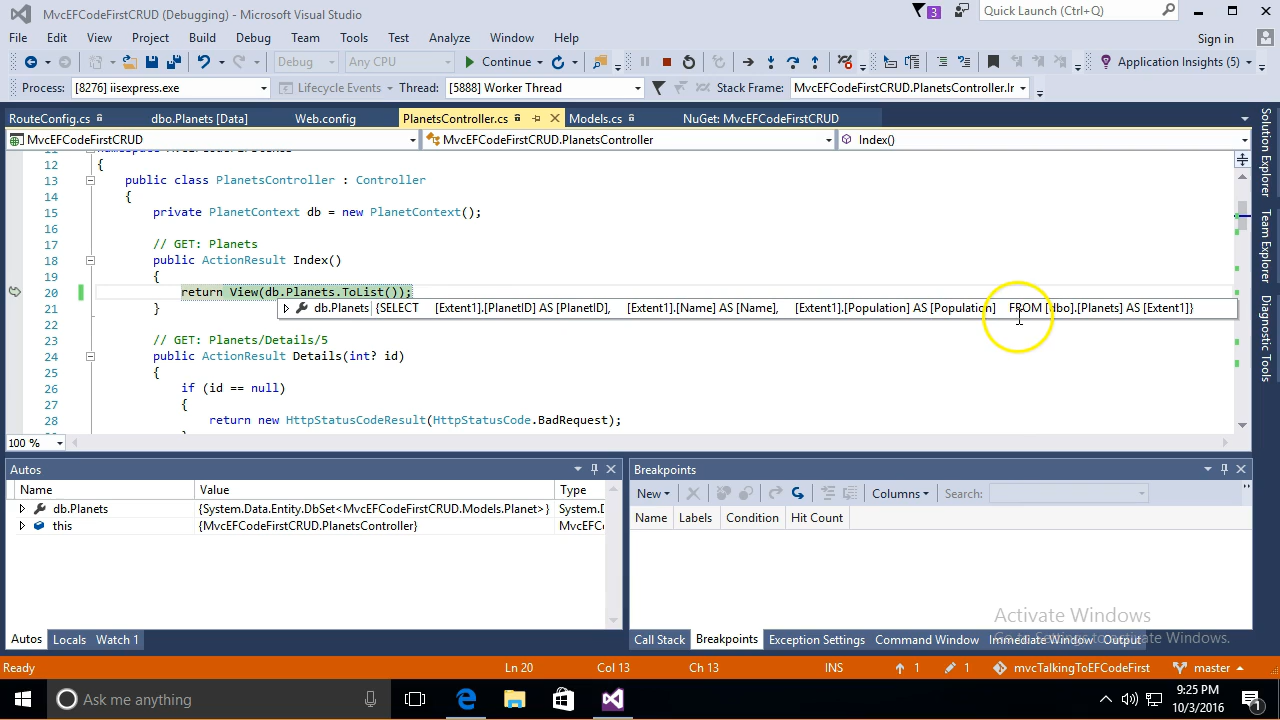 MvcEFCodeFirstCRUD (Debugging) - Microsoft Visual Studio
3
Quick Launch (Ctrl+Q)
File Edit View Project Build Debug Team Tools Test Analyze Window Help
Sign in
Debug Any CPU Continue Application Insights (5)
Process: [8276] iisexpress.exe Lifecycle Events Thread: [5888] Worker Thread Stack Frame: MvcEFCodeFirstCRUD.PlanetsController.Ir
RouteConfig.cs dbo.Planets [Data] Web.config PlanetsController.cs Models.cs NuGet: MvcEFCodeFirstCRUD
MvcEFCodeFirstCRUD MvcEFCodeFirstCRUD.PlanetsController Index()
12 {
13 public class PlanetsController : Controller
14 {
15 private PlanetContext db = new PlanetContext();
16
17 // GET: Planets
18 public ActionResult Index()
19 {
20 return View(db.Planets.ToList());
db.Planets {SELECT [Extent1].[PlanetID] AS [PlanetID], [Extent1].[Name] AS [Name], [Extent1].[Population] AS [Population] FROM [dbo].[Planets] AS [Extent1]}
21 }
22
23 // GET: Planets/Details/5
24 public ActionResult Details(int? id)
25 {
26 if (id == null)
27 {
28 return new HttpStatusCodeResult(HttpStatusCode.BadRequest);
100 %
Solution Explorer
Team Explorer
Diagnostic Tools
Autos
Name Value Type
db.Planets {System.Data.Entity.DbSet<MvcEFCodeFirstCRUD.Models.Planet>} System.D
this {MvcEFCodeFirstCRUD.PlanetsController} MvcEFC
Autos Locals Watch 1
Breakpoints
New Columns Search:
Name Labels Condition Hit Count
Activate Windows
Go to Settings to activate Windows.
Call Stack Breakpoints Exception Settings Command Window Immediate Window Output
Ready Ln 20 Col 13 Ch 13 INS 1 1 mvcTalkingToEFCodeFirst master
Ask me anything
9:25 PM
10/3/2016
1